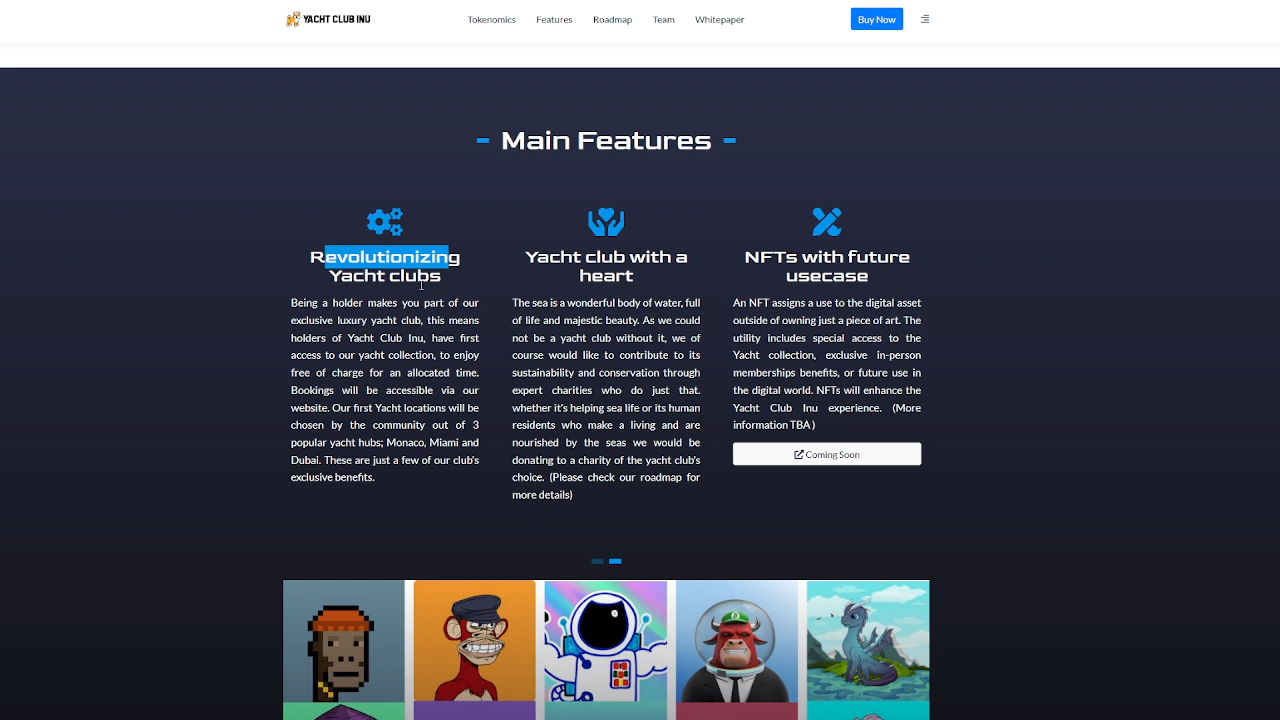 YACHT CLUB INU
Tokenomics Features Roadmap Team Whitepaper
Buy Now
Main Features
Revolutionizing
Yacht clubs
Being a holder makes you part of our
exclusive luxury yacht club, this means
holders of Yacht Club Inu, have first
access to our yacht collection, to enjoy
free of charge for an allocated time.
Bookings will be accessible via our
website. Our first Yacht locations will be
chosen by the community out of 3
popular yacht hubs; Monaco, Miami and
Dubai. These are just a few of our club's
exclusive benefits.
Yacht club with a
heart
The sea is a wonderful body of water, full
of life and majestic beauty. As we could
not be a yacht club without it, we of
course would like to contribute to its
sustainability and conservation through
expert charities who do just that.
whether it's helping sea life or its human
residents who make a living and are
nourished by the seas we would be
donating to a charity of the yacht club's
choice. (Please check our roadmap for
more details)
NFTs with future
usecase
An NFT assigns a use to the digital asset
outside of owning just a piece of art. The
utility includes special access to the
Yacht collection, exclusive in-person
memberships benefits, or future use in
the digital world. NFTs will enhance the
Yacht Club Inu experience. (More
information TBA )
Coming Soon